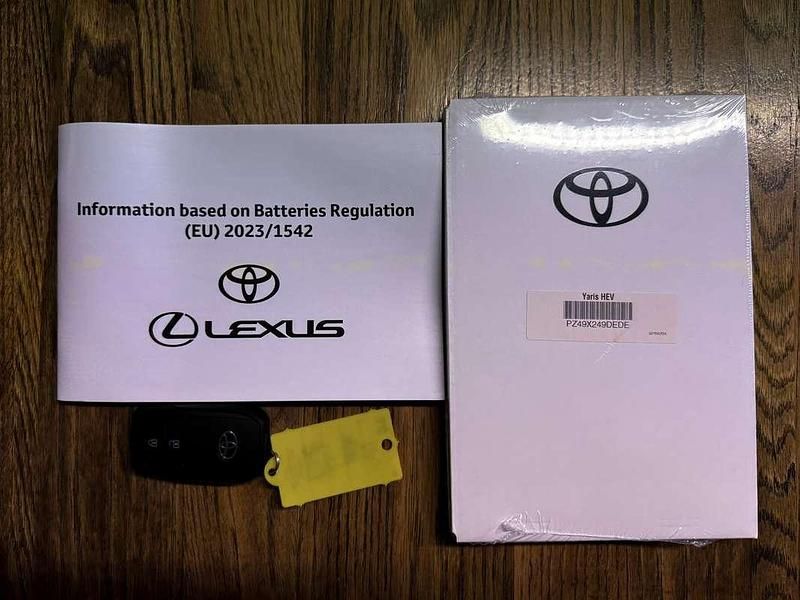 Information based on Batteries Regulation
(EU) 2023/1542
LEXUS
Yaris HEV
PZ49X249DEDE